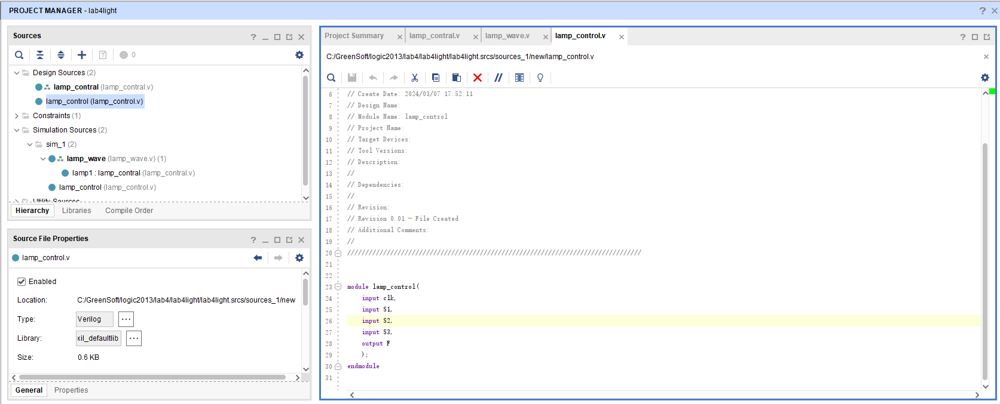 PROJECT MANAGER - lab4light
Sources
0
Design Sources (2)
lamp_contral (lamp_contral.v)
lamp_control (lamp_control.v)
Constraints (1)
Simulation Sources (2)
sim_1 (2)
lamp_wave (lamp_wave.v) (1)
lamp1 : lamp_contral (lamp_contral.v)
lamp_control (lamp_control.v)
Utility Sources
Hierarchy Libraries Compile Order
Source File Properties
lamp_control.v
Enabled
Location: C:/GreenSoft/logic2013/lab4/lab4light/lab4light.srcs/sources_1/new
Type: Verilog ...
Library: xil_defaultlib ...
Size: 0.6 KB
General Properties
Project Summary lamp_contral.v lamp_wave.v lamp_control.v
C:/GreenSoft/logic2013/lab4/lab4light/lab4light.srcs/sources_1/new/lamp_control.v
6 // Create Date: 2024/03/07 17:52:11
7 // Design Name:
8 // Module Name: lamp_control
9 // Project Name:
10 // Target Devices:
11 // Tool Versions:
12 // Description:
13 //
14 // Dependencies:
15 //
16 // Revision:
17 // Revision 0.01 - File Created
18 // Additional Comments:
19 //
20 //////////////////////////////////////////////////////////////////////////////////
21
22
23 module lamp_control(
24 input clk,
25 input S1,
26 input S2,
27 input S3,
28 output F
29 );
30 endmodule
31